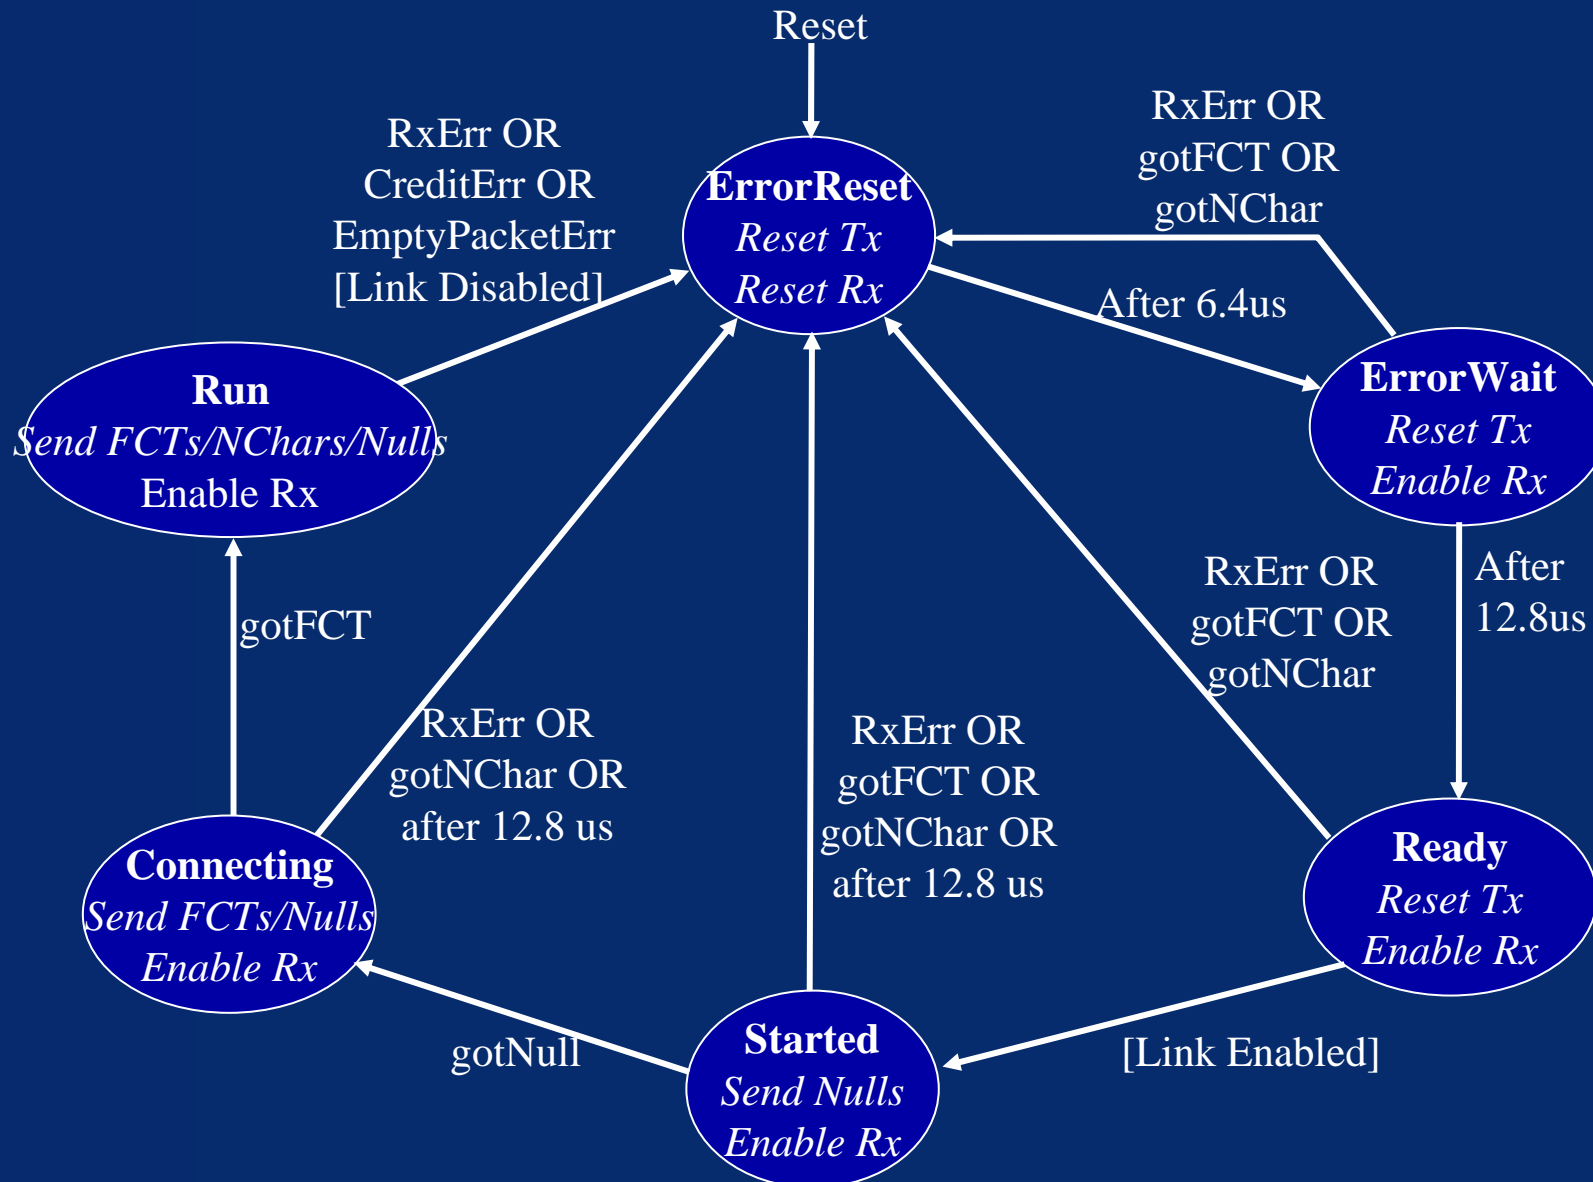 Reset
RxErr OR
CreditErr OR
EmptyPacketErr
[Link Disabled]
ErrorReset
Reset Tx
Reset Rx
RxErr OR
gotFCT OR
gotNChar
After 6.4us
Run
Send FCTs/NChars/Nulls
Enable Rx
ErrorWait
Reset Tx
Enable Rx
gotFCT
RxErr OR
gotNChar OR
after 12.8 us
RxErr OR
gotFCT OR
gotNChar OR
after 12.8 us
RxErr OR
gotFCT OR
gotNChar
After
12.8us
Connecting
Send FCTs/Nulls
Enable Rx
Ready
Reset Tx
Enable Rx
gotNull
Started
Send Nulls
Enable Rx
[Link Enabled]